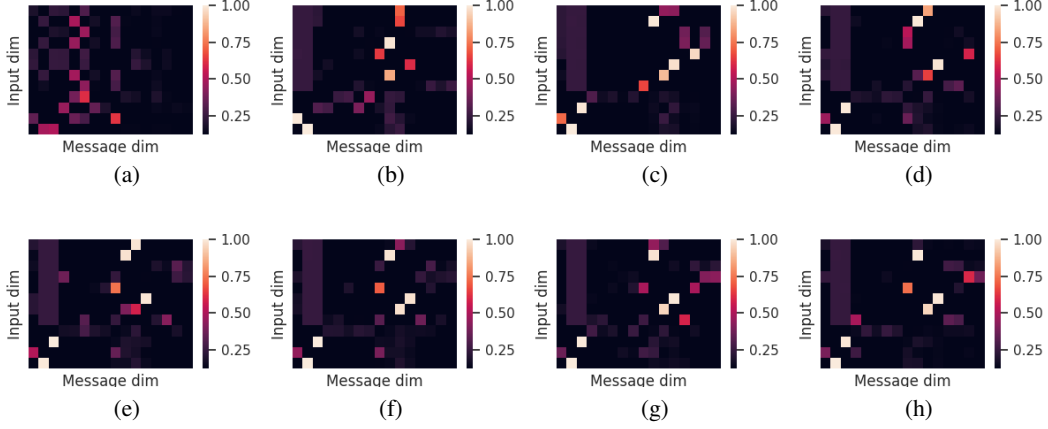 1.00 1.00 1.00 1.00
0.75 0.75 0.75 0.75
0.50 0.50 0.50 0.50
0.25 0.25 0.25 0.25
Input dim Input dim Input dim Input dim
Message dim Message dim Message dim Message dim
(a) (b) (c) (d)
1.00 1.00 1.00 1.00
0.75 0.75 0.75 0.75
0.50 0.50 0.50 0.50
0.25 0.25 0.25 0.25
Input dim Input dim Input dim Input dim
Message dim Message dim Message dim Message dim
(e) (f) (g) (h)